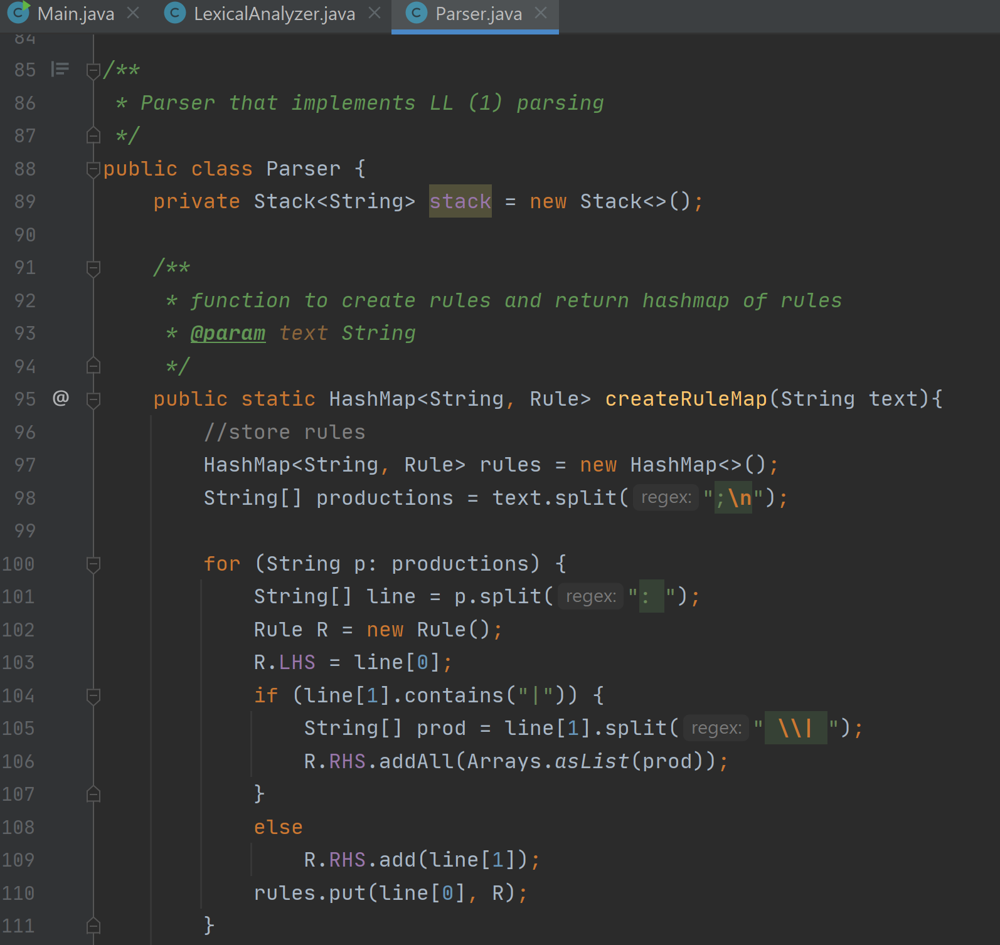 Main.java LexicalAnalyzer.java Parser.java
84
85 /**
86 * Parser that implements LL (1) parsing
87 */
88 public class Parser {
89 private Stack<String> stack = new Stack<>();
90
91 /**
92 * function to create rules and return hashmap of rules
93 * @param text String
94 */
95 @ public static HashMap<String, Rule> createRuleMap(String text){
96 //store rules
97 HashMap<String, Rule> rules = new HashMap<>();
98 String[] productions = text.split( regex: ";\n");
99
100 for (String p: productions) {
101 String[] line = p.split( regex: ": ");
102 Rule R = new Rule();
103 R.LHS = line[0];
104 if (line[1].contains("|")) {
105 String[] prod = line[1].split( regex: " \\| ");
106 R.RHS.addAll(Arrays.asList(prod));
107 }
108 else
109 R.RHS.add(line[1]);
110 rules.put(line[0], R);
111 }